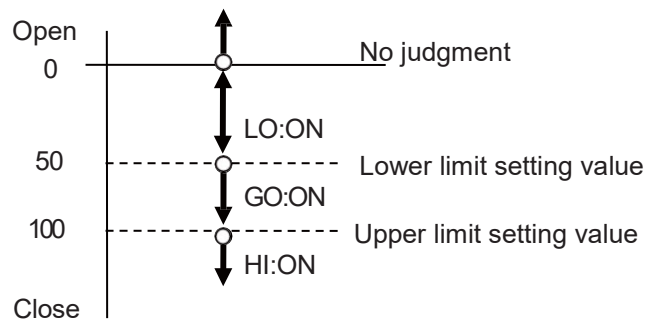 Open
0
No judgment
LO:ON
50
Lower limit setting value
GO:ON
100
Upper limit setting value
HI:ON
Close